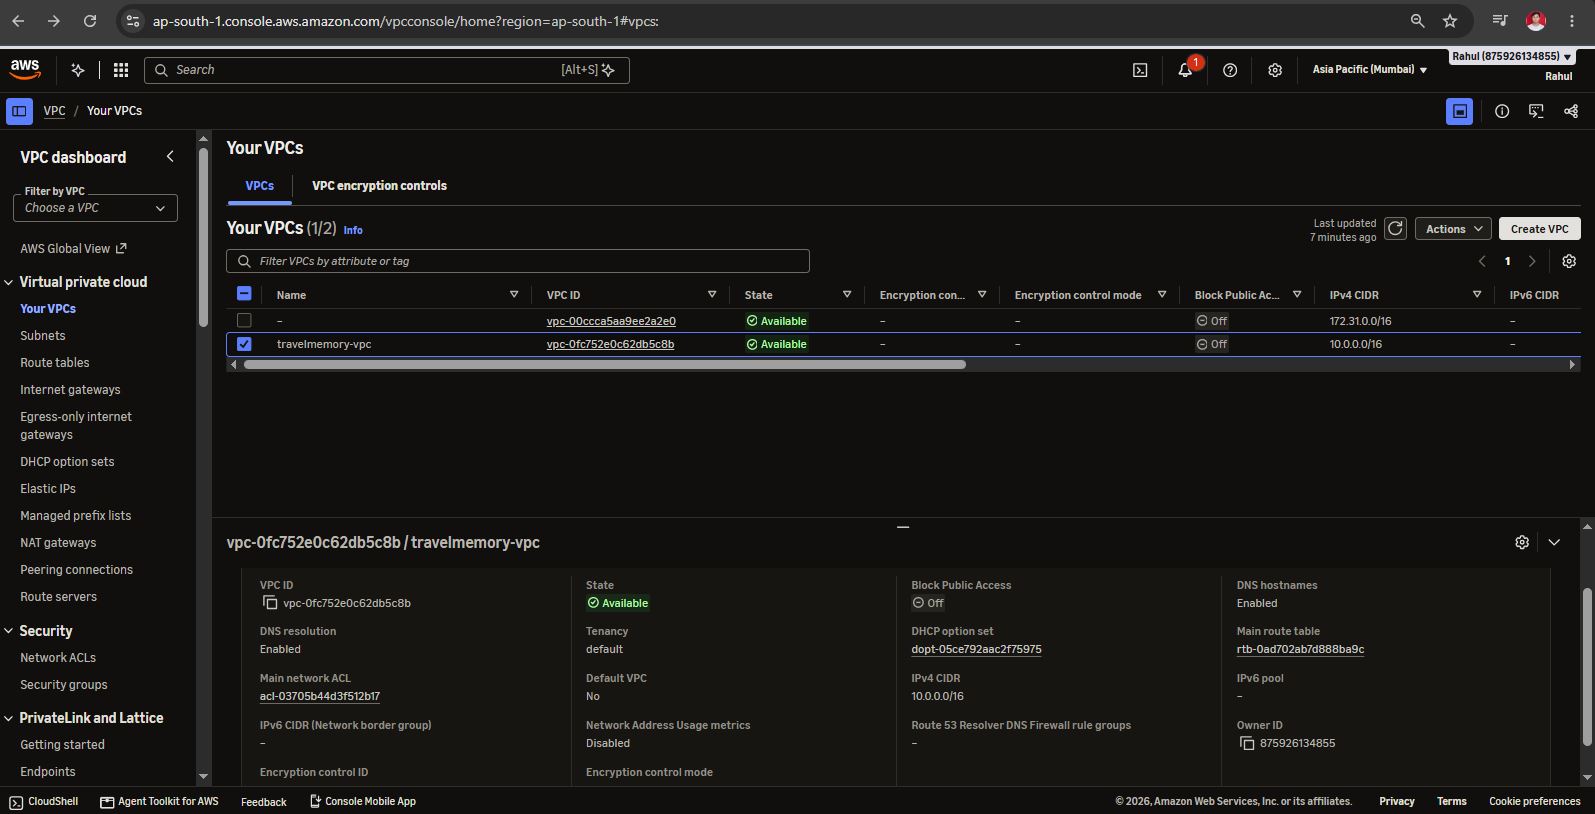 ap-south-1.console.aws.amazon.com/vpcconsole/home?region=ap-south-1#vpcs:
aws
Search
[Alt+S]
1
Asia Pacific (Mumbai)
Rahul (875926134855)
Rahul
VPC / Your VPCs
VPC dashboard
Filter by VPC
Choose a VPC
AWS Global View
Virtual private cloud
Your VPCs
Subnets
Route tables
Internet gateways
Egress-only internet
gateways
DHCP option sets
Elastic IPs
Managed prefix lists
NAT gateways
Peering connections
Route servers
Security
Network ACLs
Security groups
PrivateLink and Lattice
Getting started
Endpoints
Your VPCs
VPCs
VPC encryption controls
Your VPCs (1/2) Info
Last updated
7 minutes ago
Actions
Create VPC
Filter VPCs by attribute or tag
1
Name VPC ID State Encryption con... Encryption control mode Block Public Ac... IPv4 CIDR IPv6 CIDR
– vpc-00ccca5aa9ee2a2e0 Available – – Off 172.31.0.0/16 –
travelmemory-vpc vpc-0fc752e0c62db5c8b Available – – Off 10.0.0.0/16 –
vpc-0fc752e0c62db5c8b / travelmemory-vpc
VPC ID
vpc-0fc752e0c62db5c8b
State
Available
Block Public Access
Off
DNS hostnames
Enabled
DNS resolution
Enabled
Tenancy
default
DHCP option set
dopt-05ce792aac2f75975
Main route table
rtb-0ad702ab7d888ba9c
Main network ACL
acl-03705b44d3f512b17
Default VPC
No
IPv4 CIDR
10.0.0.0/16
IPv6 pool
–
IPv6 CIDR (Network border group)
–
Network Address Usage metrics
Disabled
Route 53 Resolver DNS Firewall rule groups
–
Owner ID
875926134855
Encryption control ID
Encryption control mode
CloudShell
Agent Toolkit for AWS
Feedback
Console Mobile App
© 2026, Amazon Web Services, Inc. or its affiliates.
Privacy
Terms
Cookie preferences